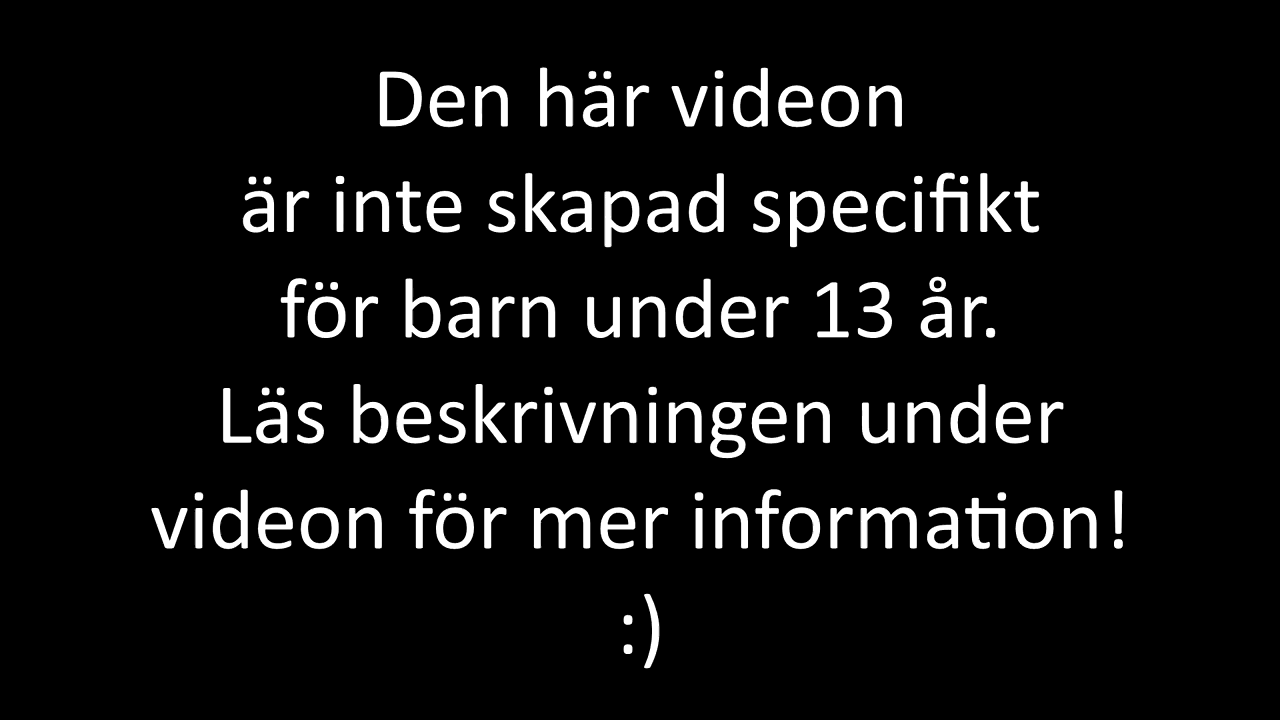 Den här videon
är inte skapad specifikt
för barn under 13 år.
Läs beskrivningen under
videon för mer information!
:)